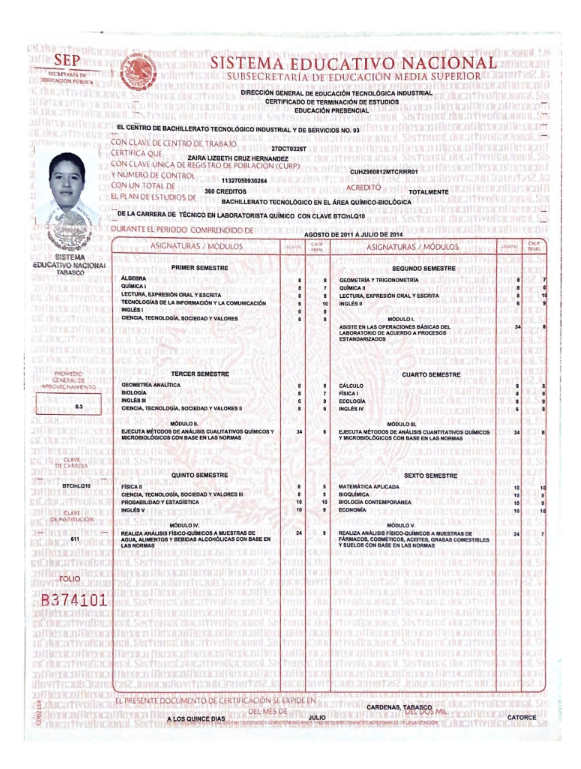 SEP
SECRETARÍA DE
EDUCACIÓN PÚBLICA
SISTEMA EDUCATIVO NACIONAL
SUBSECRETARÍA DE EDUCACIÓN MEDIA SUPERIOR
DIRECCIÓN GENERAL DE EDUCACIÓN TECNOLÓGICA INDUSTRIAL
CERTIFICADO DE TERMINACIÓN DE ESTUDIOS
EDUCACIÓN PRESENCIAL
EL CENTRO DE BACHILLERATO TECNOLÓGICO INDUSTRIAL Y DE SERVICIOS NO. 93
CON CLAVE DE CENTRO DE TRABAJO 27DCT0326T
CERTIFICA QUE ZAIRA LIZBETH CRUZ HERNANDEZ
CON CLAVE ÚNICA DE REGISTRO DE POBLACIÓN (CURP) CUHZ960812MTCRRR01
Y NÚMERO DE CONTROL 11327050930264
CON UN TOTAL DE 360 CREDITOS ACREDITÓ TOTALMENTE
EL PLAN DE ESTUDIOS DE BACHILLERATO TECNOLÓGICO EN EL ÁREA QUÍMICO-BIOLÓGICA
DE LA CARRERA DE TÉCNICO EN LABORATORISTA QUÍMICO CON CLAVE BTCInLQ10
DURANTE EL PERIODO COMPRENDIDO DE AGOSTO DE 2011 A JULIO DE 2014
SISTEMA
EDUCATIVO NACIONAL
TABASCO
ASIGNATURAS / MÓDULOS CALIF. FINAL ASIGNATURAS / MÓDULOS CALIF. FINAL
PRIMER SEMESTRE
ÁLGEBRA 8 8
QUÍMICA I 8 7
LECTURA, EXPRESIÓN ORAL Y ESCRITA 8 8
TECNOLOGÍAS DE LA INFORMACIÓN Y LA COMUNICACIÓN 6 10
INGLÉS I 6 8
CIENCIA, TECNOLOGÍA, SOCIEDAD Y VALORES 8 8
SEGUNDO SEMESTRE
GEOMETRÍA Y TRIGONOMETRÍA 8 7
QUÍMICA II 8
LECTURA, EXPRESIÓN ORAL Y ESCRITA 8 10
INGLÉS II 6 9
MÓDULO I.
ASISTE EN LAS OPERACIONES BÁSICAS DEL 34 8
LABORATORIO DE ACUERDO A PROCESOS
ESTANDARIZADOS
PROMEDIO
GENERAL DE
APROVECHAMIENTO
8.3
TERCER SEMESTRE
GEOMETRÍA ANALÍTICA 8 8
BIOLOGÍA 8 7
INGLÉS III 6 9
CIENCIA, TECNOLOGÍA, SOCIEDAD Y VALORES II 8 9
MÓDULO II.
EJECUTA MÉTODOS DE ANÁLISIS CUALITATIVOS QUÍMICOS Y 34 8
MICROBIOLÓGICOS CON BASE EN LAS NORMAS
CUARTO SEMESTRE
CÁLCULO 8 8
FÍSICA I 8 8
ECOLOGÍA 8 9
INGLÉS IV 6 8
MÓDULO III.
EJECUTA MÉTODOS DE ANÁLISIS CUANTITATIVOS QUÍMICOS 34 8
Y MICROBIOLÓGICOS CON BASE EN LAS NORMAS
CLAVE
DE CARRERA
BTCInLQ10
CLAVE
DE INSTITUCIÓN
611
FOLIO
B374101
QUINTO SEMESTRE
FÍSICA II 8 8
CIENCIA, TECNOLOGÍA, SOCIEDAD Y VALORES III 8 8
PROBABILIDAD Y ESTADÍSTICA 10 10
INGLÉS V 10 9
MÓDULO IV.
REALIZA ANÁLISIS FÍSICO-QUÍMICOS A MUESTRAS DE 24 9
AGUA, ALIMENTOS Y BEBIDAS ALCOHÓLICAS CON BASE EN
LAS NORMAS
SEXTO SEMESTRE
MATEMÁTICA APLICADA 10 10
BIOQUÍMICA 10 8
BIOLOGÍA CONTEMPORÁNEA 10 9
ECONOMÍA 10 10
MÓDULO V.
REALIZA ANÁLISIS FÍSICO-QUÍMICOS A MUESTRAS DE 24 7
FÁRMACOS, COSMÉTICOS, ACEITES, GRASAS COMESTIBLES
Y SUELOS CON BASE EN LAS NORMAS
EL PRESENTE DOCUMENTO DE CERTIFICACIÓN SE EXPIDE EN CARDENAS, TABASCO
A LOS QUINCE DIAS DEL MES DE JULIO DEL DOS MIL CATORCE